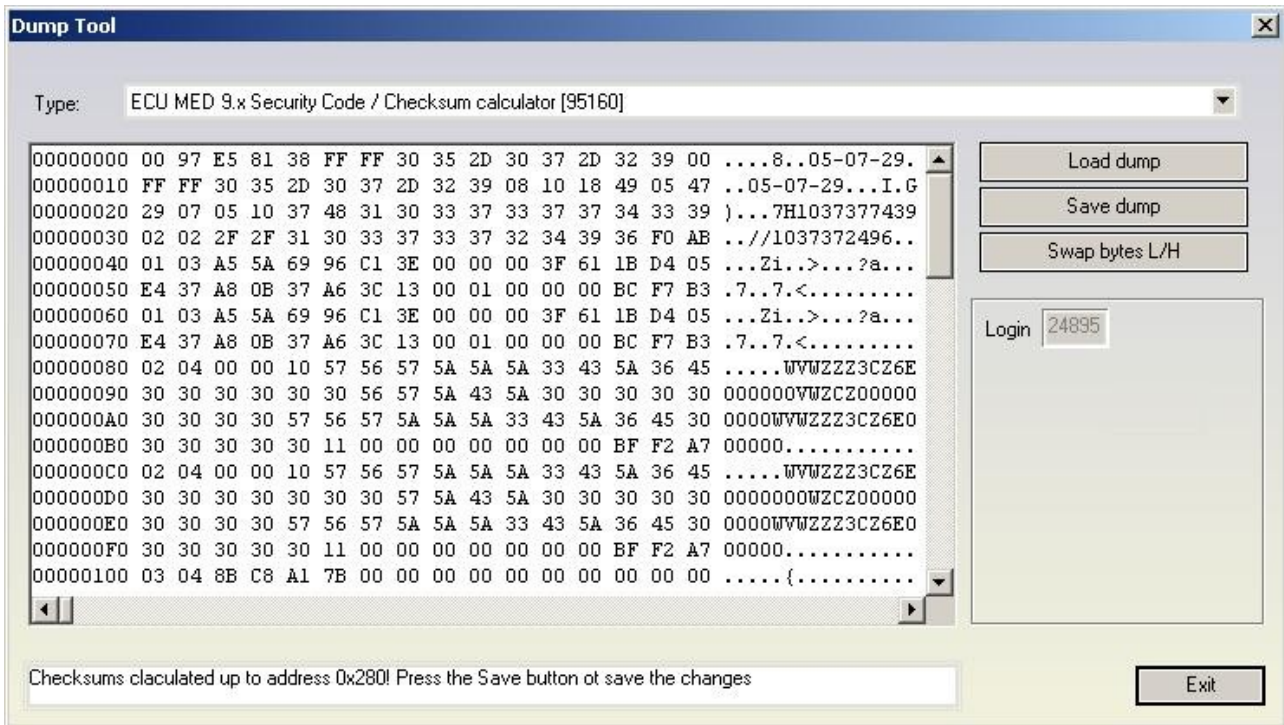 Dump Tool
Type: ECU MED 9.x Security Code / Checksum calculator [95160]
00000000 00 97 E5 81 38 FF FF 30 35 2D 30 37 2D 32 39 00 ....8..05-07-29.
00000010 FF FF 30 35 2D 30 37 2D 32 39 08 10 18 49 05 47 ..05-07-29...I.G
00000020 29 07 05 10 37 48 31 30 33 37 33 37 37 34 33 39 )...7H1037377439
00000030 02 02 2F 2F 31 30 33 37 33 37 32 34 39 36 F0 AB ..//1037372496..
00000040 01 03 A5 5A 69 96 C1 3E 00 00 00 3F 61 1B D4 05 ...Zi..>...?a...
00000050 E4 37 A8 0B 37 A6 3C 13 00 01 00 00 00 BC F7 B3 .7..7.<.........
00000060 01 03 A5 5A 69 96 C1 3E 00 00 00 3F 61 1B D4 05 ...Zi..>...?a...
00000070 E4 37 A8 0B 37 A6 3C 13 00 01 00 00 00 BC F7 B3 .7..7.<.........
00000080 02 04 00 00 10 57 56 57 5A 5A 5A 33 43 5A 36 45 .....WVWZZZ3CZ6E
00000090 30 30 30 30 30 30 56 57 5A 43 5A 30 30 30 30 30 000000VWZCZ00000
000000A0 30 30 30 30 57 56 57 5A 5A 5A 33 43 5A 36 45 30 0000WVWZZZ3CZ6E0
000000B0 30 30 30 30 30 11 00 00 00 00 00 00 00 BF F2 A7 00000...........
000000C0 02 04 00 00 10 57 56 57 5A 5A 5A 33 43 5A 36 45 .....WVWZZZ3CZ6E
000000D0 30 30 30 30 30 30 30 57 5A 43 5A 30 30 30 30 30 0000000WZCZ00000
000000E0 30 30 30 30 57 56 57 5A 5A 5A 33 43 5A 36 45 30 0000WVWZZZ3CZ6E0
000000F0 30 30 30 30 30 11 00 00 00 00 00 00 00 BF F2 A7 00000...........
00000100 03 04 8B C8 A1 7B 00 00 00 00 00 00 00 00 00 00 .....{..........
Load dump
Save dump
Swap bytes L/H
Login 24895
Checksums claculated up to address 0x280! Press the Save button ot save the changes
Exit